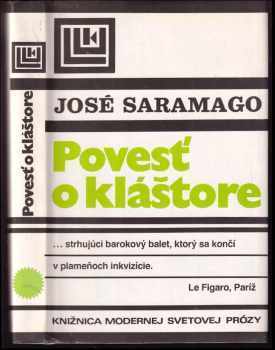 Povesť o kláštore
JOSÉ SARAMAGO
Povesť
o kláštore
... strhujúci barokový balet, ktorý sa končí
v plameňoch inkvizície.
Le Figaro, Paríž
KNIŽNICA MODERNEJ SVETOVEJ PRÓZY